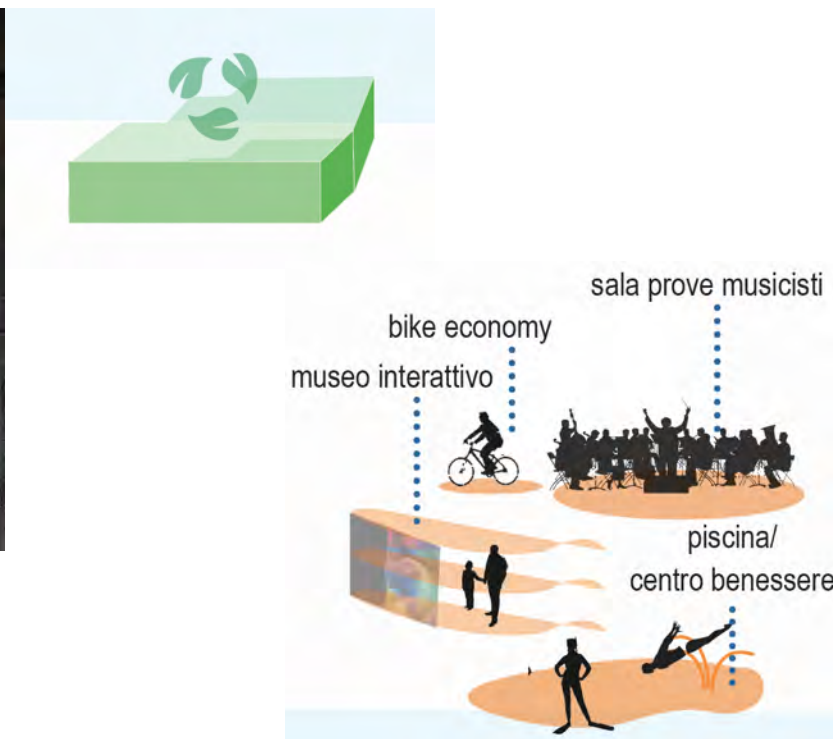 sala prove musicisti
bike economy
museo interattivo
piscina/
centro benessere